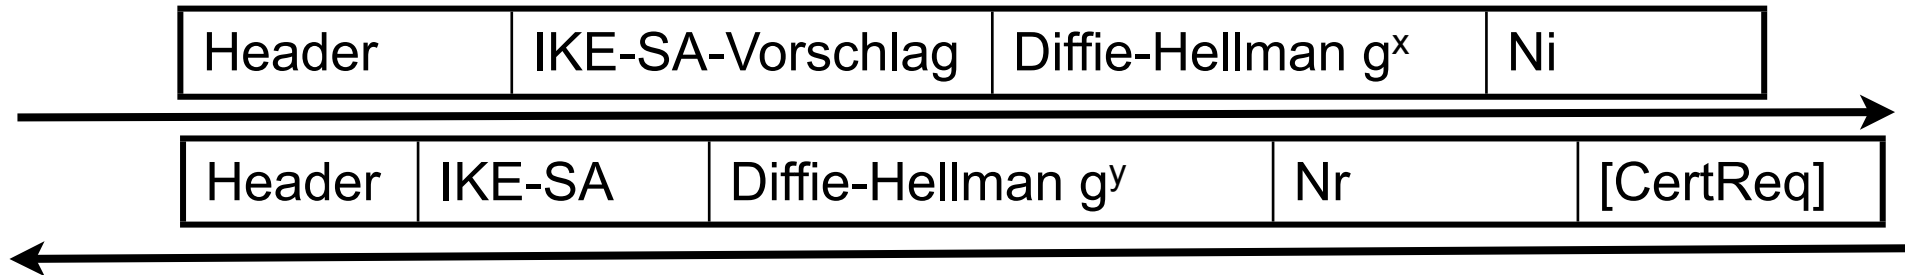 Header IKE-SA-Vorschlag Diffie-Hellman gˣ Ni
Header IKE-SA Diffie-Hellman gʸ Nr [CertReq]